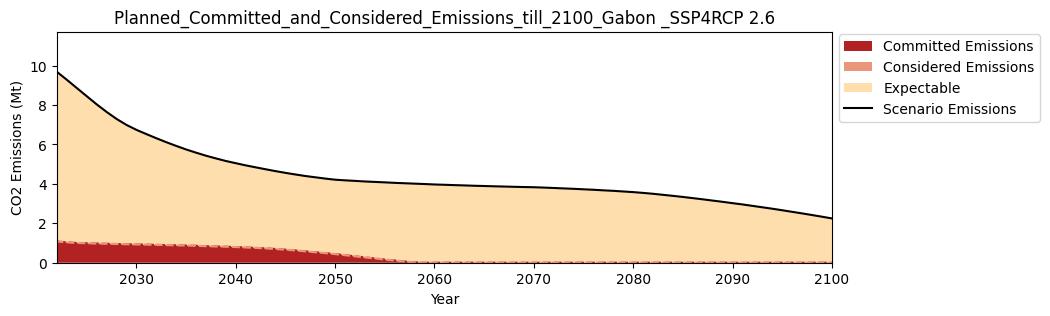 Planned_Committed_and_Considered_Emissions_till_2100_Gabon _SSP4RCP 2.6
Committed Emissions
Considered Emissions
Expectable
Scenario Emissions
CO2 Emissions (Mt)
10
8
6
4
2
0
2030 2040 2050 2060 2070 2080 2090 2100
Year